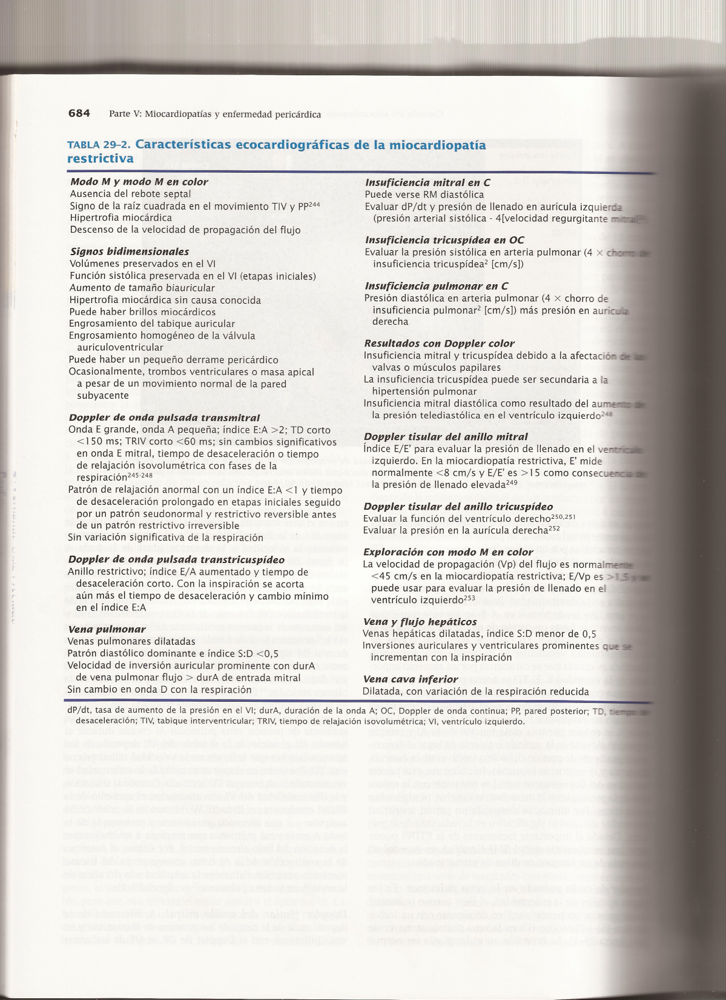 684 Parte V: Miocardiopatías y enfermedad pericárdica
TABLA 29–2. Características ecocardiográficas de la miocardiopatía
restrictiva
Modo M y modo M en color
Ausencia del rebote septal
Signo de la raíz cuadrada en el movimiento TIV y PP244
Hipertrofia miocárdica
Descenso de la velocidad de propagación del flujo
Signos bidimensionales
Volúmenes preservados en el VI
Función sistólica preservada en el VI (etapas iniciales)
Aumento de tamaño biauricular
Hipertrofia miocárdica sin causa conocida
Puede haber brillos miocárdicos
Engrosamiento del tabique auricular
Engrosamiento homogéneo de la válvula
auriculoventricular
Puede haber un pequeño derrame pericárdico
Ocasionalmente, trombos ventriculares o masa apical
a pesar de un movimiento normal de la pared
subyacente
Doppler de onda pulsada transmitral
Onda E grande, onda A pequeña; índice E:A >2; TD corto
<150 ms; TRIV corto <60 ms; sin cambios significativos
en onda E mitral, tiempo de desaceleración o tiempo
de relajación isovolumétrica con fases de la
respiración245-248
Patrón de relajación anormal con un índice E:A <1 y tiempo
de desaceleración prolongado en etapas iniciales seguido
por un patrón seudonormal y restrictivo reversible antes
de un patrón restrictivo irreversible
Sin variación significativa de la respiración
Doppler de onda pulsada transtricuspídeo
Anillo restrictivo; índice E/A aumentado y tiempo de
desaceleración corto. Con la inspiración se acorta
aún más el tiempo de desaceleración y cambio mínimo
en el índice E:A
Vena pulmonar
Venas pulmonares dilatadas
Patrón diastólico dominante e índice S:D <0,5
Velocidad de inversión auricular prominente con durA
de vena pulmonar flujo > durA de entrada mitral
Sin cambio en onda D con la respiración
Insuficiencia mitral en C
Puede verse RM diastólica
Evaluar dP/dt y presión de llenado en aurícula izquierda
(presión arterial sistólica - 4[velocidad regurgitante
Insuficiencia tricuspídea en OC
Evaluar la presión sistólica en arteria pulmonar (4 × chorro de
insuficiencia tricuspídea² [cm/s])
Insuficiencia pulmonar en C
Presión diastólica en arteria pulmonar (4 × chorro de
insuficiencia pulmonar² [cm/s]) más presión en aurícula
derecha
Resultados con Doppler color
Insuficiencia mitral y tricuspídea debido a la afectación de las
valvas o músculos papilares
La insuficiencia tricuspídea puede ser secundaria a la
hipertensión pulmonar
Insuficiencia mitral diastólica como resultado del aumento de
la presión telediastólica en el ventrículo izquierdo248
Doppler tisular del anillo mitral
Índice E/E’ para evaluar la presión de llenado en el ventrículo
izquierdo. En la miocardiopatía restrictiva, E’ mide
normalmente <8 cm/s y E/E’ es >15 como consecuencia de
la presión de llenado elevada249
Doppler tisular del anillo tricuspídeo
Evaluar la función del ventrículo derecho250,251
Evaluar la presión en la aurícula derecha252
Exploración con modo M en color
La velocidad de propagación (Vp) del flujo es normalmente
<45 cm/s en la miocardiopatía restrictiva; E/Vp es >1,5 y se
puede usar para evaluar la presión de llenado en el
ventrículo izquierdo253
Vena y flujo hepáticos
Venas hepáticas dilatadas, índice S:D menor de 0,5
Inversiones auriculares y ventriculares prominentes que se
incrementan con la inspiración
Vena cava inferior
Dilatada, con variación de la respiración reducida
dP/dt, tasa de aumento de la presión en el VI; durA, duración de la onda A; OC, Doppler de onda continua; PP, pared posterior; TD, tiempo de
desaceleración; TIV, tabique interventricular; TRIV, tiempo de relajación isovolumétrica; VI, ventrículo izquierdo.